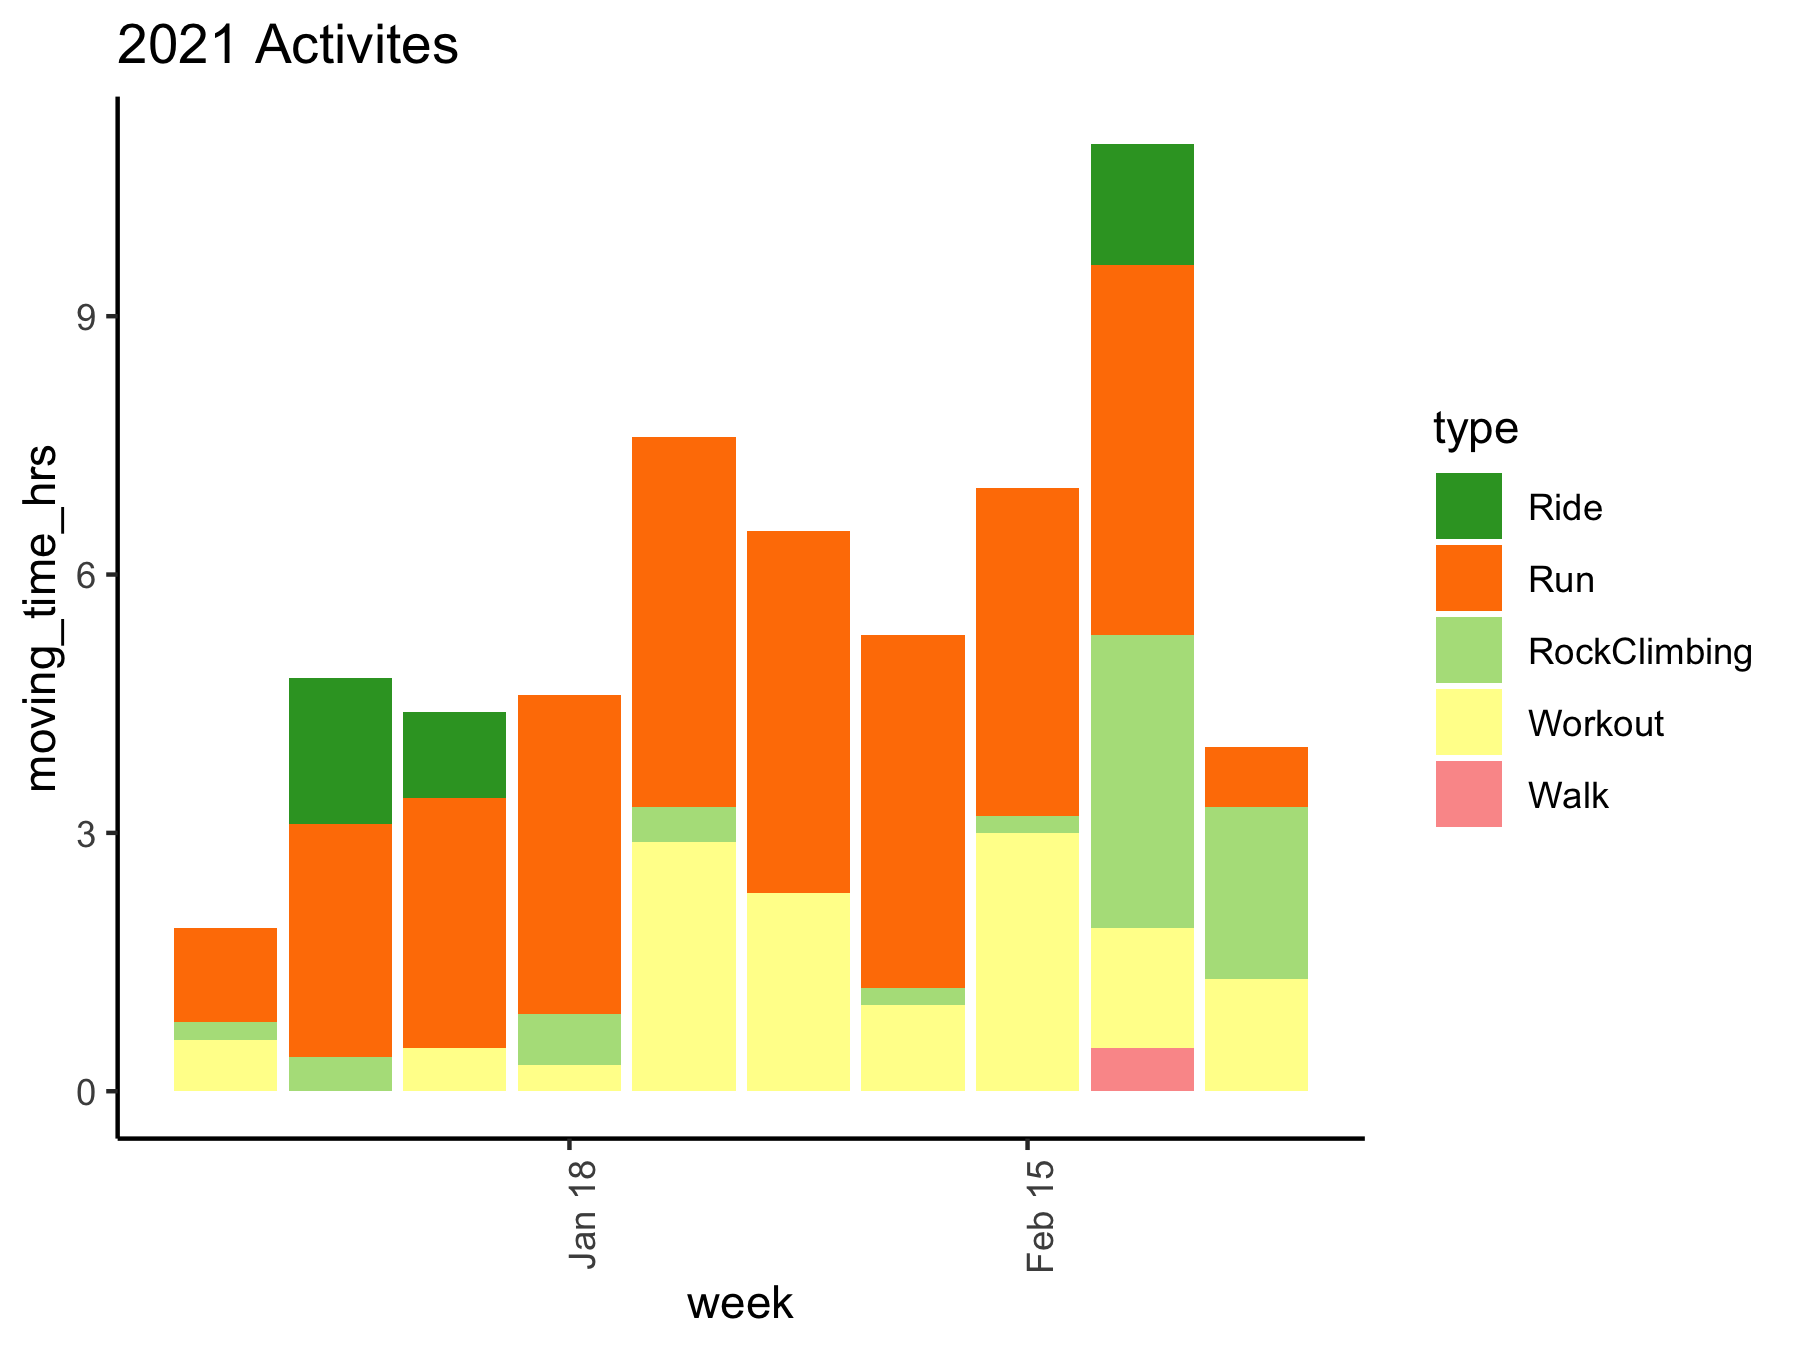 2021 Activites
moving_time_hrs
9
6
3
0
Jan 18
Feb 15
week
type
Ride
Run
RockClimbing
Workout
Walk